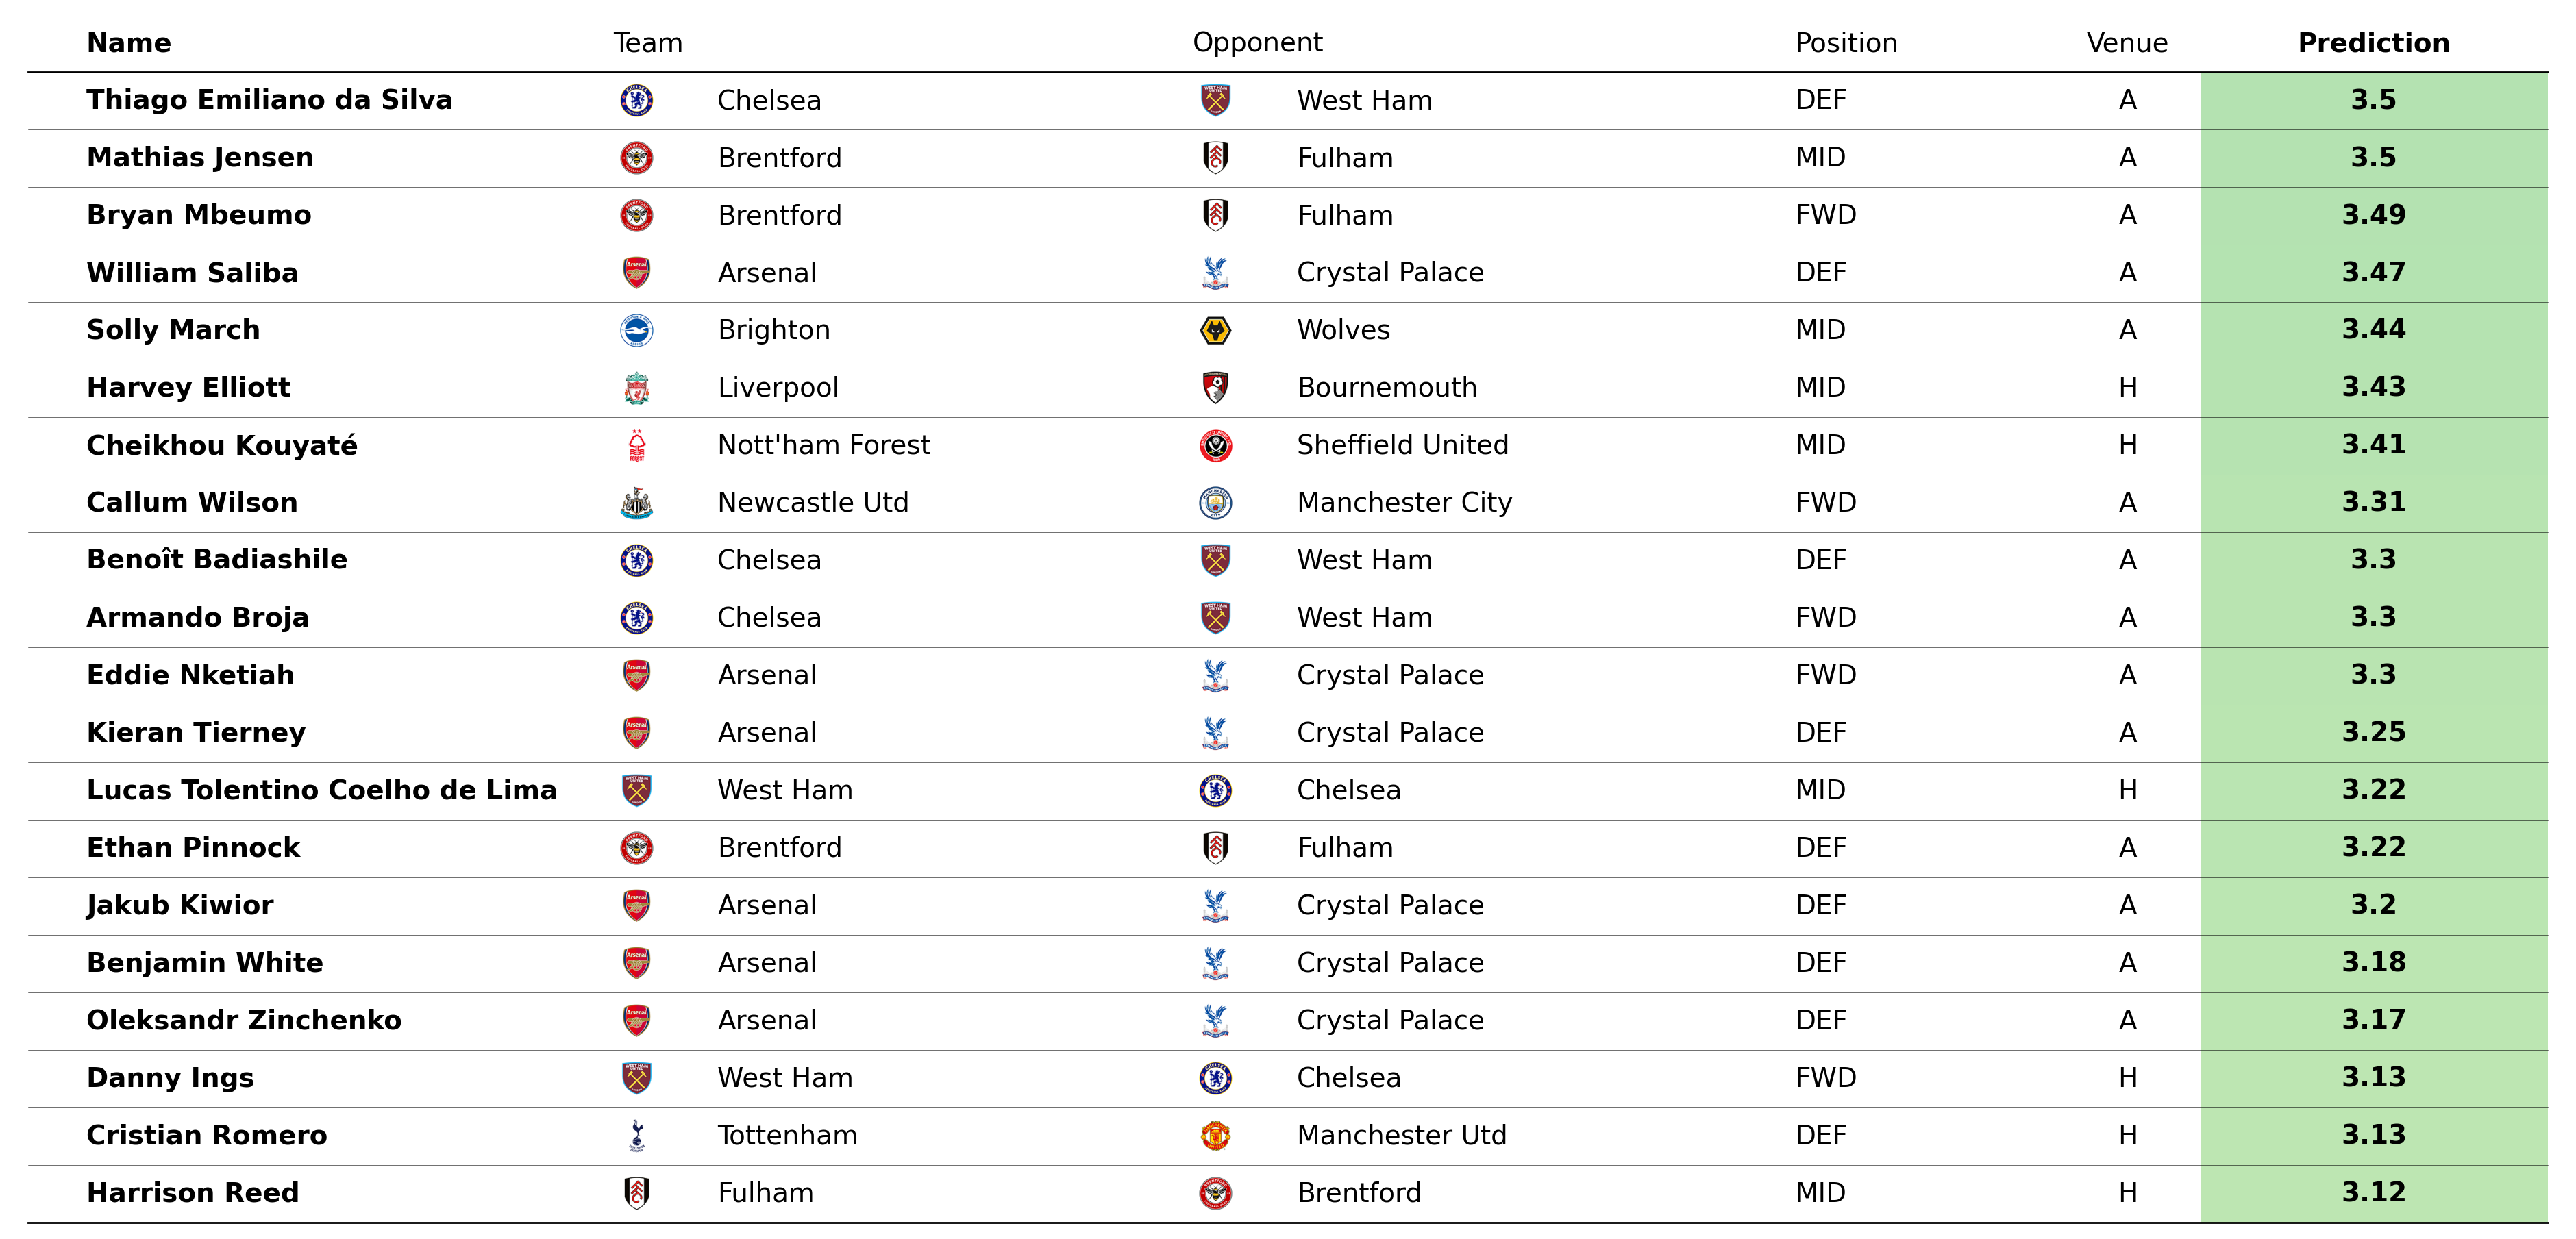 Name Team Opponent Position Venue Prediction
Thiago Emiliano da Silva Chelsea West Ham DEF A 3.5
Mathias Jensen Brentford Fulham MID A 3.5
Bryan Mbeumo Brentford Fulham FWD A 3.49
William Saliba Arsenal Crystal Palace DEF A 3.47
Solly March Brighton Wolves MID A 3.44
Harvey Elliott Liverpool Bournemouth MID H 3.43
Cheikhou Kouyaté Nott'ham Forest Sheffield United MID H 3.41
Callum Wilson Newcastle Utd Manchester City FWD A 3.31
Benoît Badiashile Chelsea West Ham DEF A 3.3
Armando Broja Chelsea West Ham FWD A 3.3
Eddie Nketiah Arsenal Crystal Palace FWD A 3.3
Kieran Tierney Arsenal Crystal Palace DEF A 3.25
Lucas Tolentino Coelho de Lima West Ham Chelsea MID H 3.22
Ethan Pinnock Brentford Fulham DEF A 3.22
Jakub Kiwior Arsenal Crystal Palace DEF A 3.2
Benjamin White Arsenal Crystal Palace DEF A 3.18
Oleksandr Zinchenko Arsenal Crystal Palace DEF A 3.17
Danny Ings West Ham Chelsea FWD H 3.13
Cristian Romero Tottenham Manchester Utd DEF H 3.13
Harrison Reed Fulham Brentford MID H 3.12